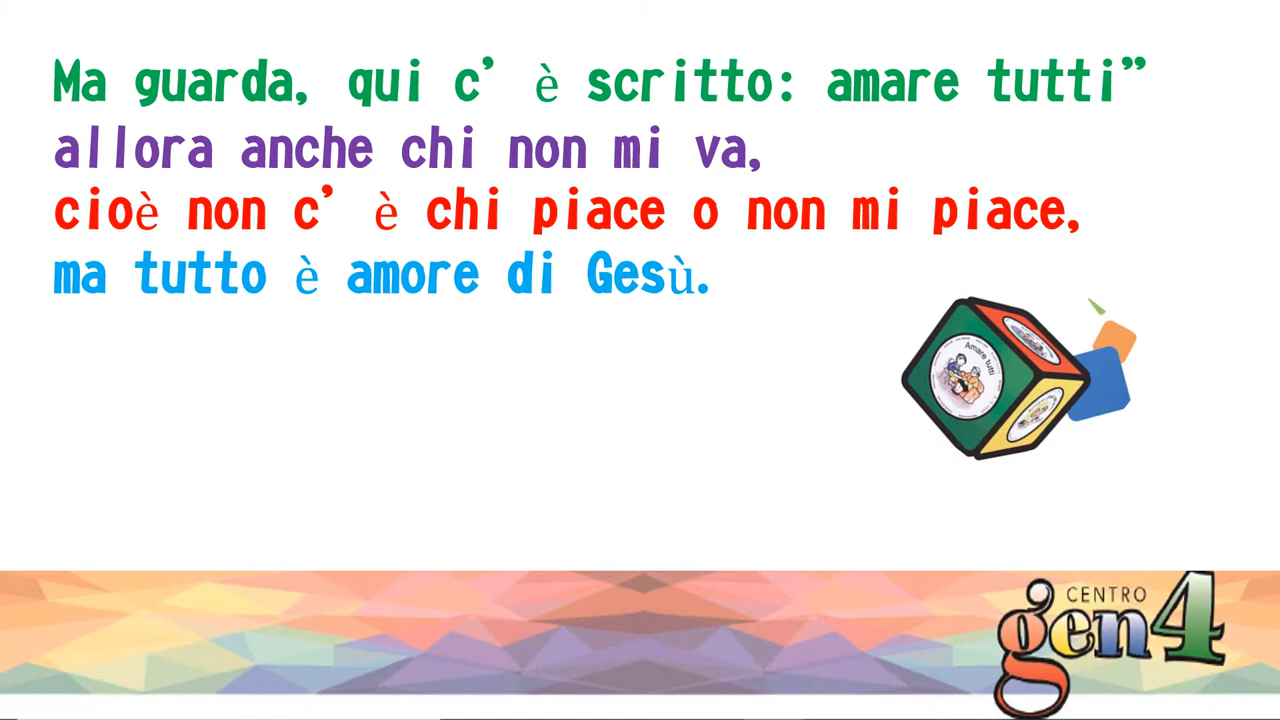 Ma guarda, qui c’è scritto: amare tutti”
allora anche chi non mi va,
cioè non c’è chi piace o non mi piace,
ma tutto è amore di Gesù.
Amare tutti
CENTRO
gen4